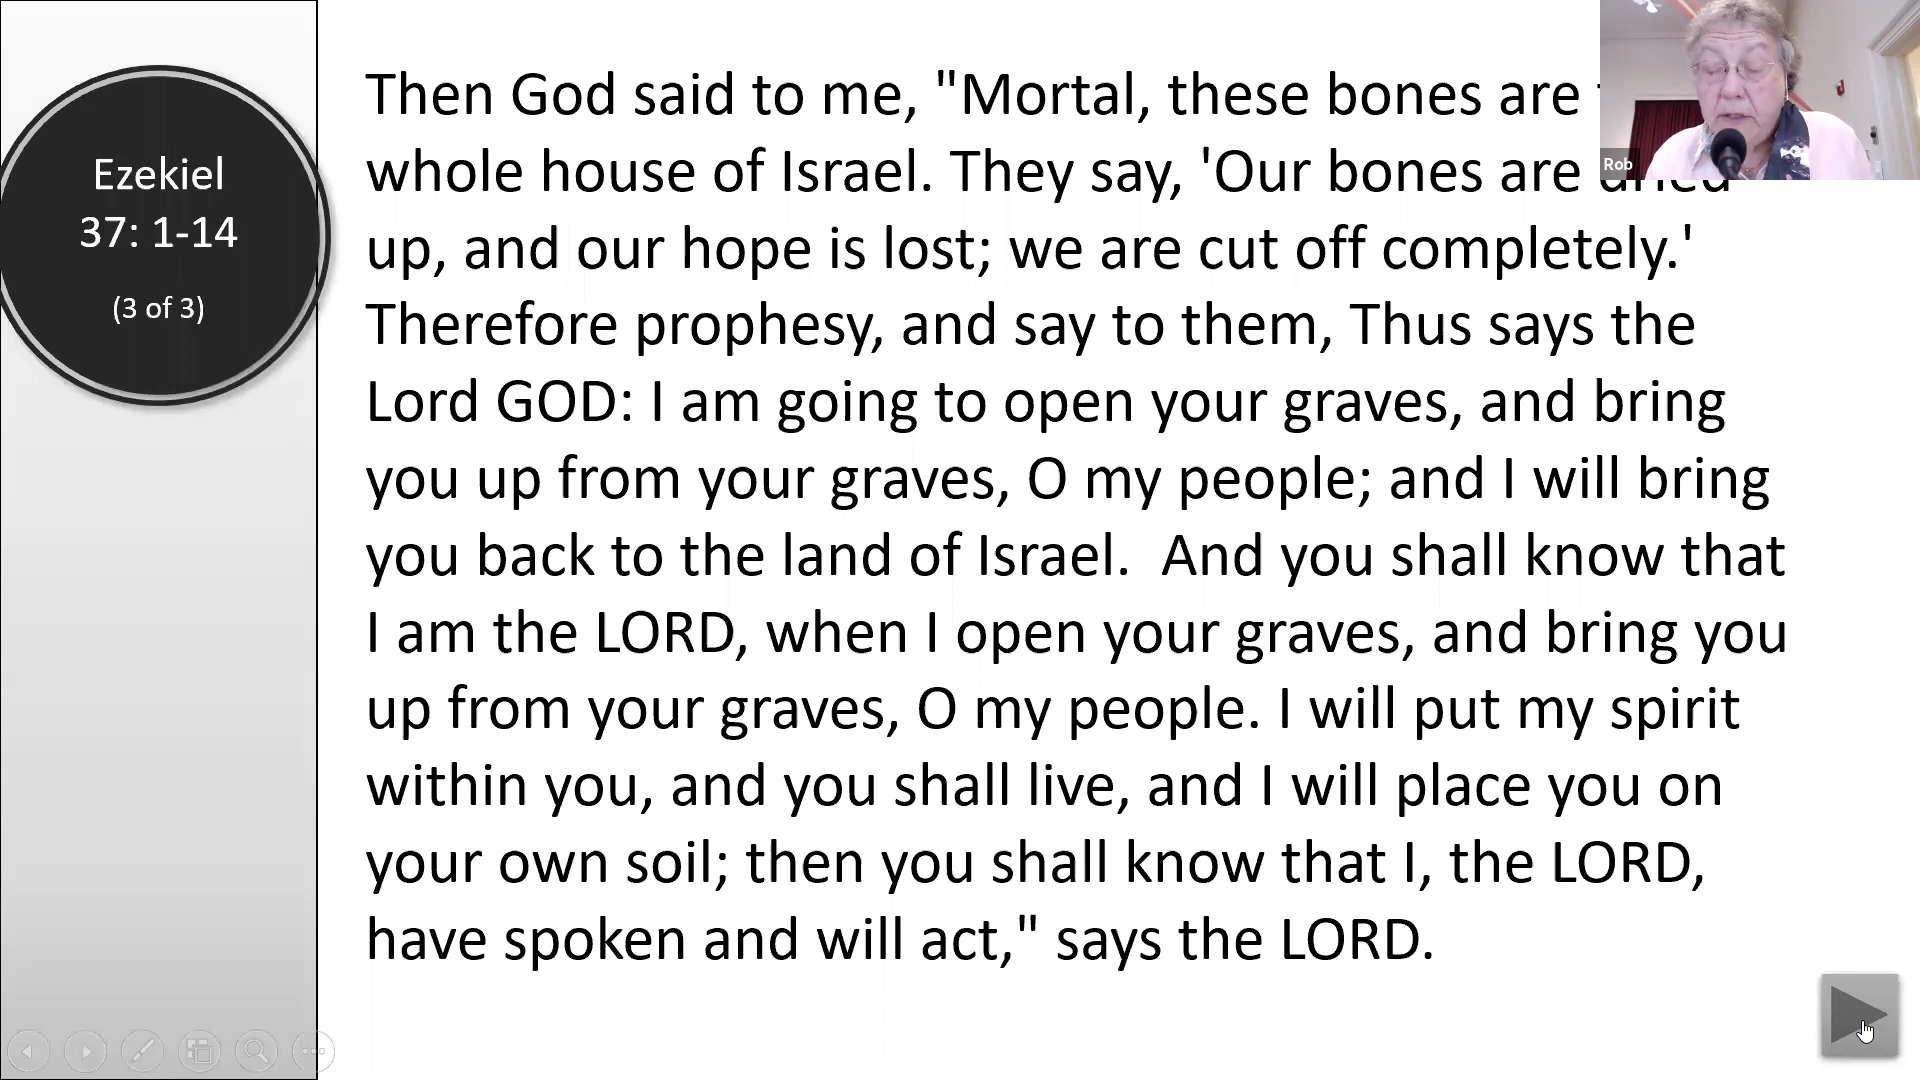 Ezekiel
37: 1-14
(3 of 3)
Then God said to me, "Mortal, these bones are
whole house of Israel. They say, 'Our bones are dried
up, and our hope is lost; we are cut off completely.'
Therefore prophesy, and say to them, Thus says the
Lord GOD: I am going to open your graves, and bring
you up from your graves, O my people; and I will bring
you back to the land of Israel.  And you shall know that
I am the LORD, when I open your graves, and bring you
up from your graves, O my people. I will put my spirit
within you, and you shall live, and I will place you on
your own soil; then you shall know that I, the LORD,
have spoken and will act," says the LORD.
Rob